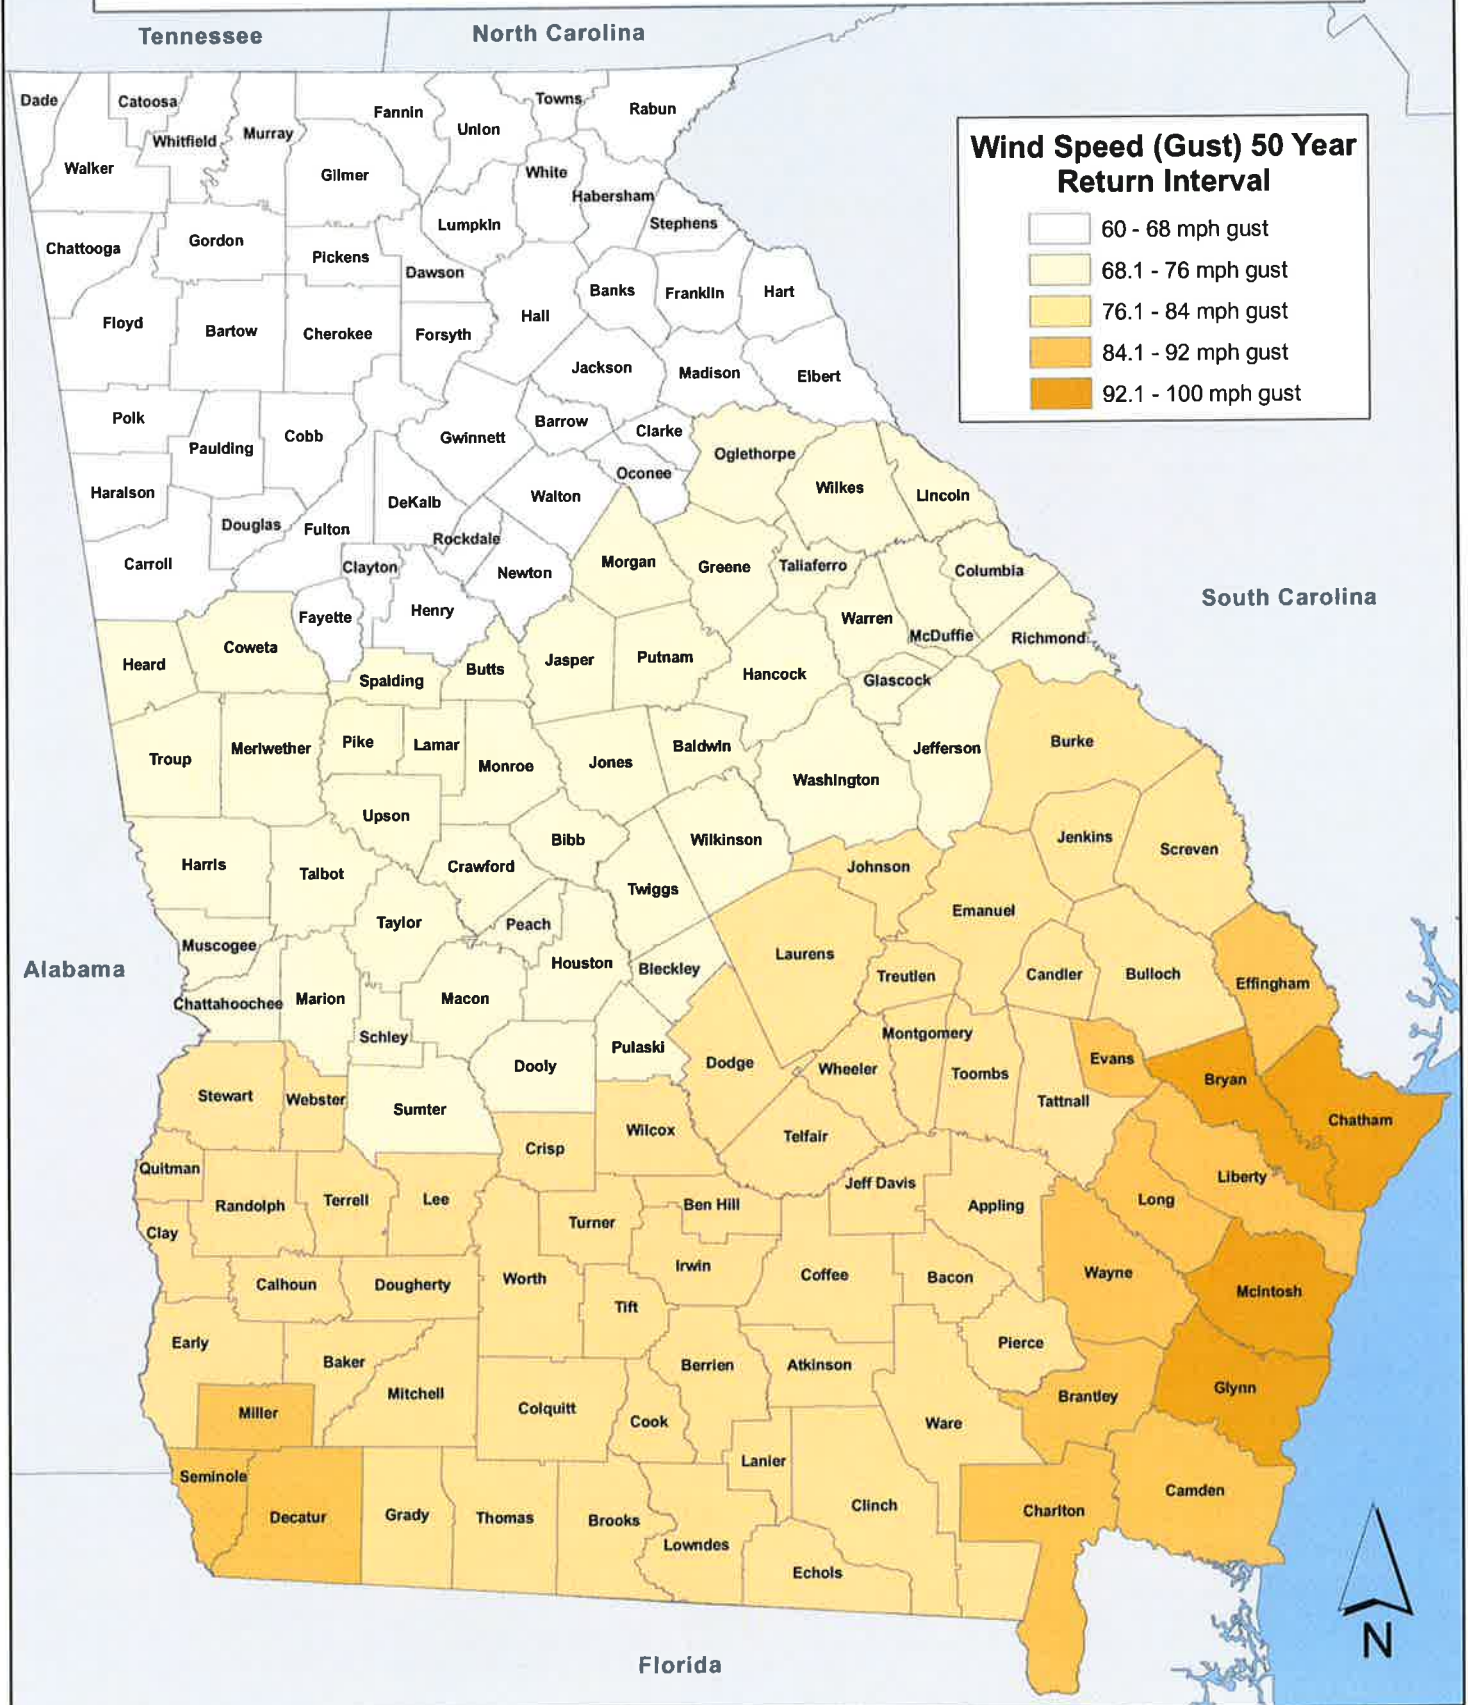 Tennessee
North Carolina
Dade
Catoosa
Fannin
Towns
Rabun
Union
Whitfield
Murray
Walker
Gilmer
White
Habersham
Lumpkin
Stephens
Chattooga
Gordon
Pickens
Dawson
Wind Speed (Gust) 50 Year
Return Interval
60 - 68 mph gust
68.1 - 76 mph gust
76.1 - 84 mph gust
84.1 - 92 mph gust
92.1 - 100 mph gust
Banks
Franklin
Hart
Hall
Floyd
Bartow
Cherokee
Forsyth
Jackson
Madison
Elbert
Polk
Paulding
Cobb
Gwinnett
Barrow
Clarke
Oconee
Oglethorpe
Wilkes
Lincoln
Haralson
Douglas
Fulton
DeKalb
Walton
Rockdale
Carroll
Clayton
Newton
Morgan
Greene
Taliaferro
Columbia
Fayette
Henry
Warren
McDuffie
Richmond
South Carolina
Heard
Coweta
Spalding
Butts
Jasper
Putnam
Hancock
Glascock
Troup
Meriwether
Pike
Lamar
Monroe
Jones
Baldwin
Washington
Jefferson
Burke
Upson
Bibb
Wilkinson
Jenkins
Screven
Harris
Talbot
Crawford
Twiggs
Johnson
Emanuel
Taylor
Peach
Muscogee
Houston
Bleckley
Laurens
Treutlen
Candler
Bulloch
Effingham
Alabama
Chattahoochee
Marion
Macon
Schley
Dooly
Pulaski
Dodge
Wheeler
Montgomery
Toombs
Evans
Bryan
Tattnall
Chatham
Stewart
Webster
Sumter
Crisp
Wilcox
Telfair
Quitman
Randolph
Terrell
Lee
Turner
Ben Hill
Jeff Davis
Appling
Long
Liberty
Clay
Calhoun
Dougherty
Worth
Irwin
Coffee
Bacon
Wayne
McIntosh
Tift
Early
Baker
Berrien
Atkinson
Pierce
Miller
Mitchell
Colquitt
Cook
Ware
Brantley
Glynn
Seminole
Decatur
Grady
Thomas
Brooks
Lanier
Clinch
Charlton
Camden
Lowndes
Echols
Florida
N